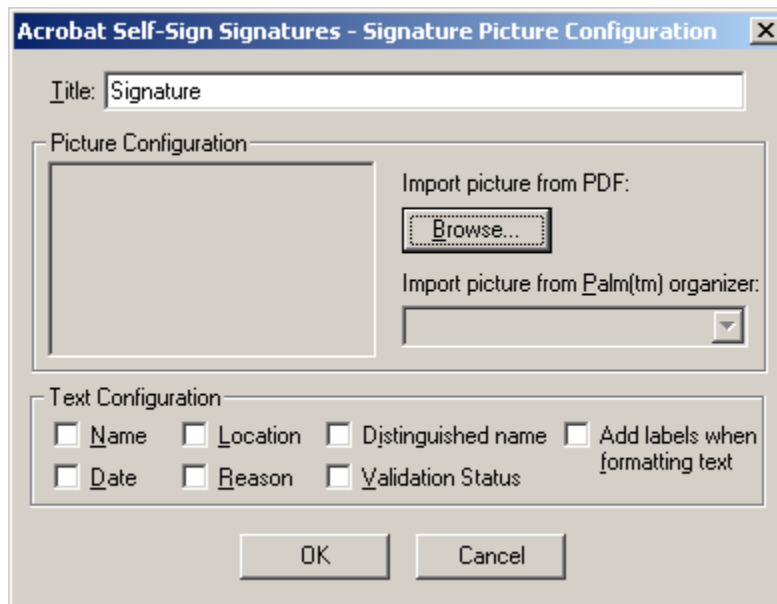 Acrobat Self-Sign Signatures - Signature Picture Configuration
Title: Signature
Picture Configuration
Import picture from PDF:
Browse...
Import picture from Palm(tm) organizer:
Text Configuration
Name Location Distinguished name Add labels when
formatting text
Date Reason Validation Status
OK Cancel